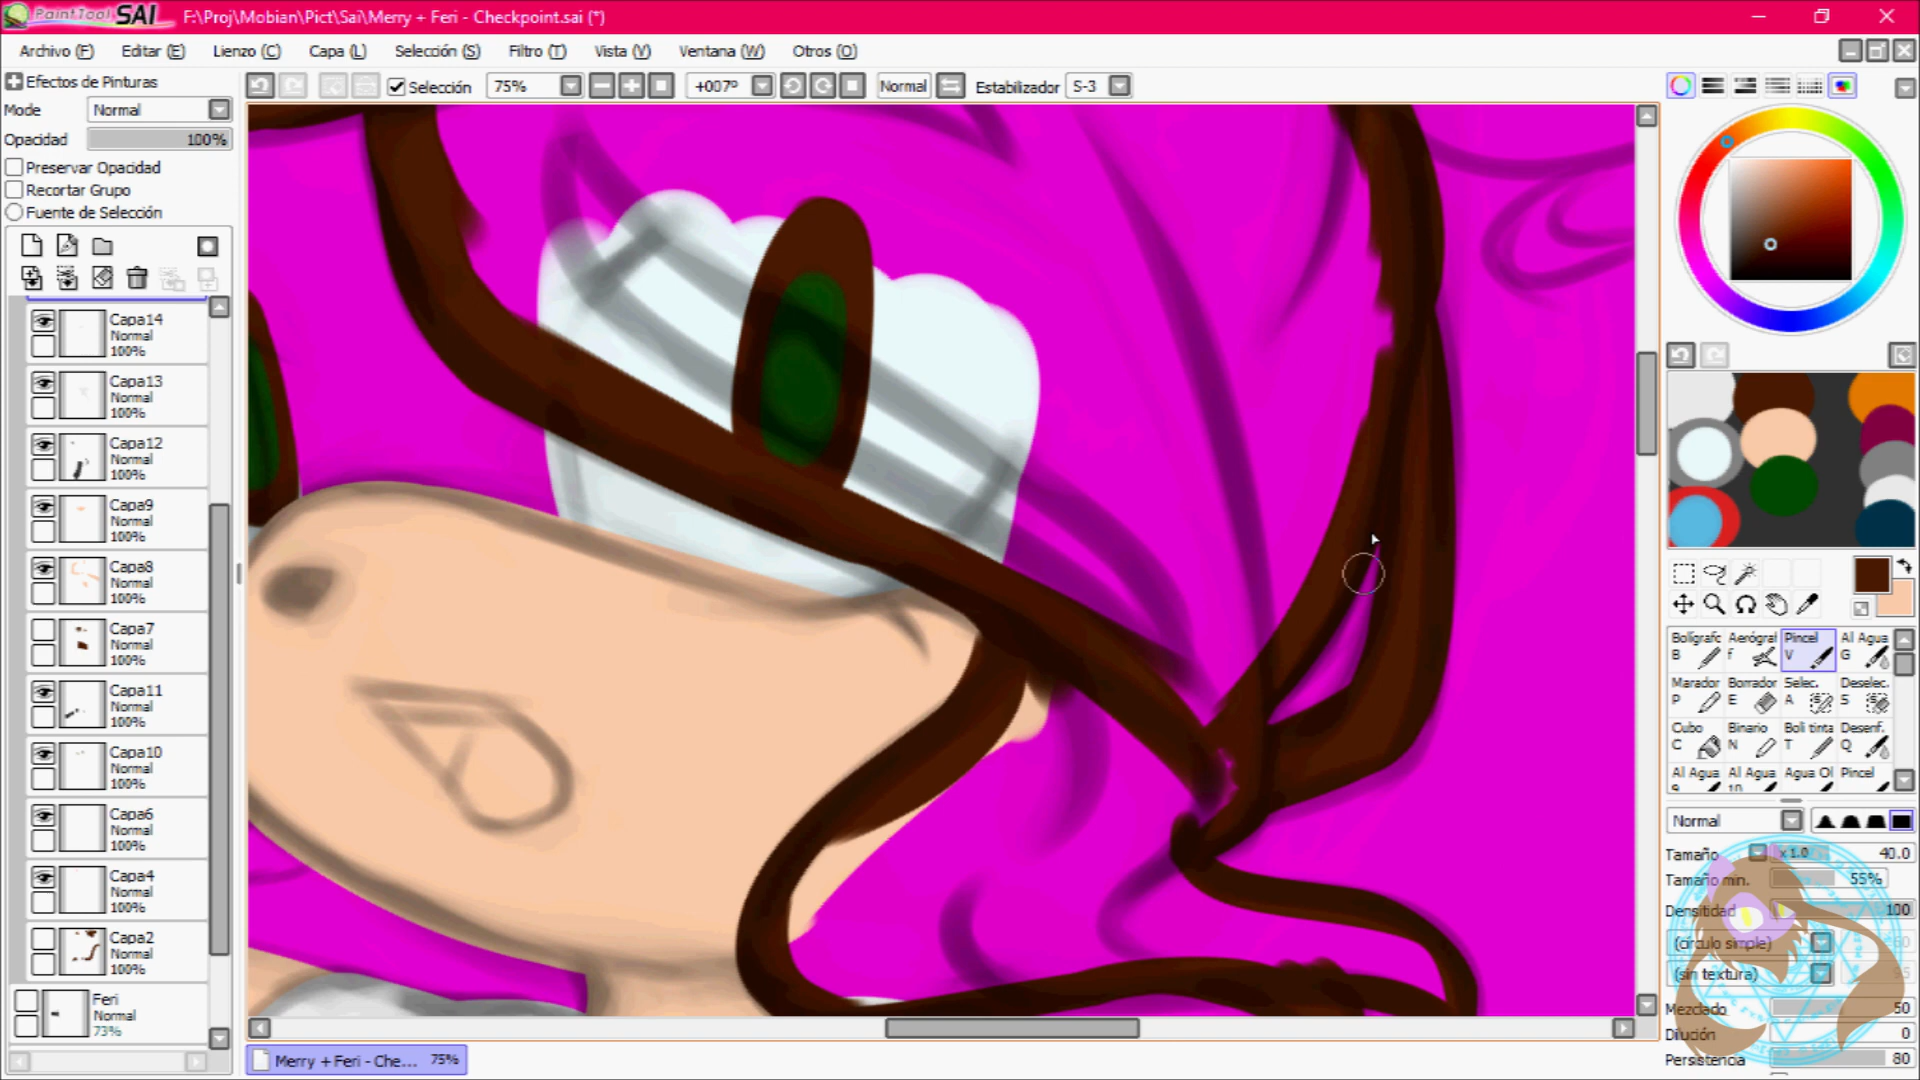 PaintTool SAI F:\Proj\Mobian\Pict\Sai\Merry + Feri - Checkpoint.sai (*)
Archivo (F) Editar (E) Lienzo (C) Capa (L) Selección (S) Filtro (T) Vista (V) Ventana (W) Otros (O)
Selección 75% +007º Normal Estabilizador S-3
Efectos de Pinturas
Mode Normal
Opacidad 100%
Preservar Opacidad
Recortar Grupo
Fuente de Selección
Capa14
Normal
100%
Capa13
Normal
100%
Capa12
Normal
100%
Capa9
Normal
100%
Capa8
Normal
100%
Capa7
Normal
100%
Capa11
Normal
100%
Capa10
Normal
100%
Capa6
Normal
100%
Capa4
Normal
100%
Capa2
Normal
100%
Feri
Normal
73%
Merry + Feri - Che... 75%
Bolígrafo Aerógraf Pincel Al Agua
B f V G
Marador Borrador Selec. Deselec.
P E A S
Cubo Binario Boli tinta Desenf.
C N T Q
Al Agua Al Agua Agua Ol Pincel
Normal
Tamaño x 1.0 40.0
Tamaño min. 55%
Densitidad 100
(círculo simple)
(sin textura)
Mezclado 50
Dilución 0
Persistencia 80